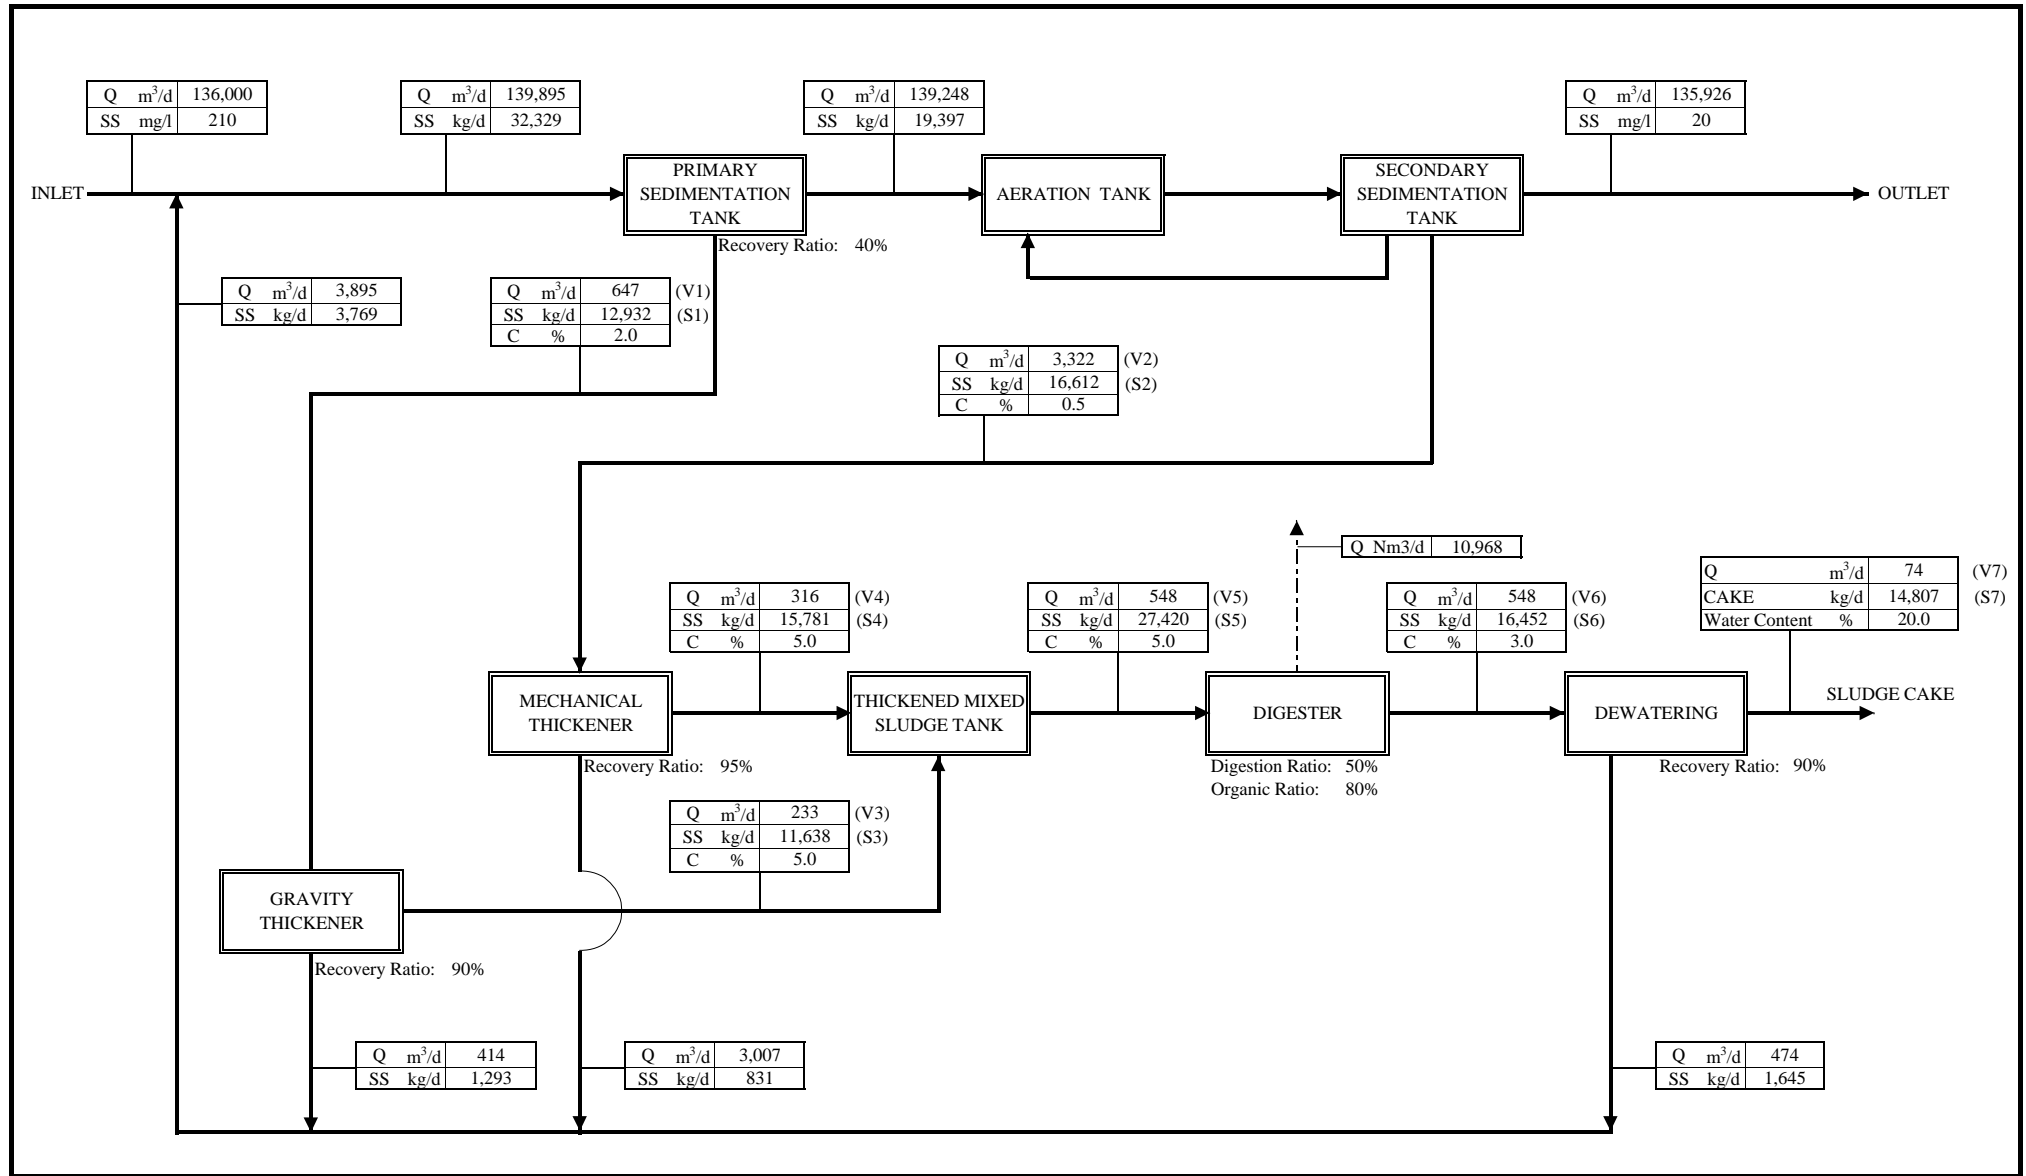 Q m³/d 136,000
SS mg/l 210
Q m³/d 139,895
SS kg/d 32,329
Q m³/d 139,248
SS kg/d 19,397
Q m³/d 135,926
SS mg/l 20
INLET
PRIMARY
SEDIMENTATION
TANK
Recovery Ratio: 40%
AERATION TANK
SECONDARY
SEDIMENTATION
TANK
OUTLET
Q m³/d 3,895
SS kg/d 3,769
Q m³/d 647 (V1)
SS kg/d 12,932 (S1)
C % 2.0
Q m³/d 3,322 (V2)
SS kg/d 16,612 (S2)
C % 0.5
Q Nm3/d 10,968
Q m³/d 316 (V4)
SS kg/d 15,781 (S4)
C % 5.0
Q m³/d 548 (V5)
SS kg/d 27,420 (S5)
C % 5.0
Q m³/d 548 (V6)
SS kg/d 16,452 (S6)
C % 3.0
Q m³/d 74 (V7)
CAKE kg/d 14,807 (S7)
Water Content % 20.0
MECHANICAL
THICKENER
Recovery Ratio: 95%
THICKENED MIXED
SLUDGE TANK
DIGESTER
Digestion Ratio: 50%
Organic Ratio: 80%
DEWATERING
Recovery Ratio: 90%
SLUDGE CAKE
Q m³/d 233 (V3)
SS kg/d 11,638 (S3)
C % 5.0
GRAVITY
THICKENER
Recovery Ratio: 90%
Q m³/d 414
SS kg/d 1,293
Q m³/d 3,007
SS kg/d 831
Q m³/d 474
SS kg/d 1,645